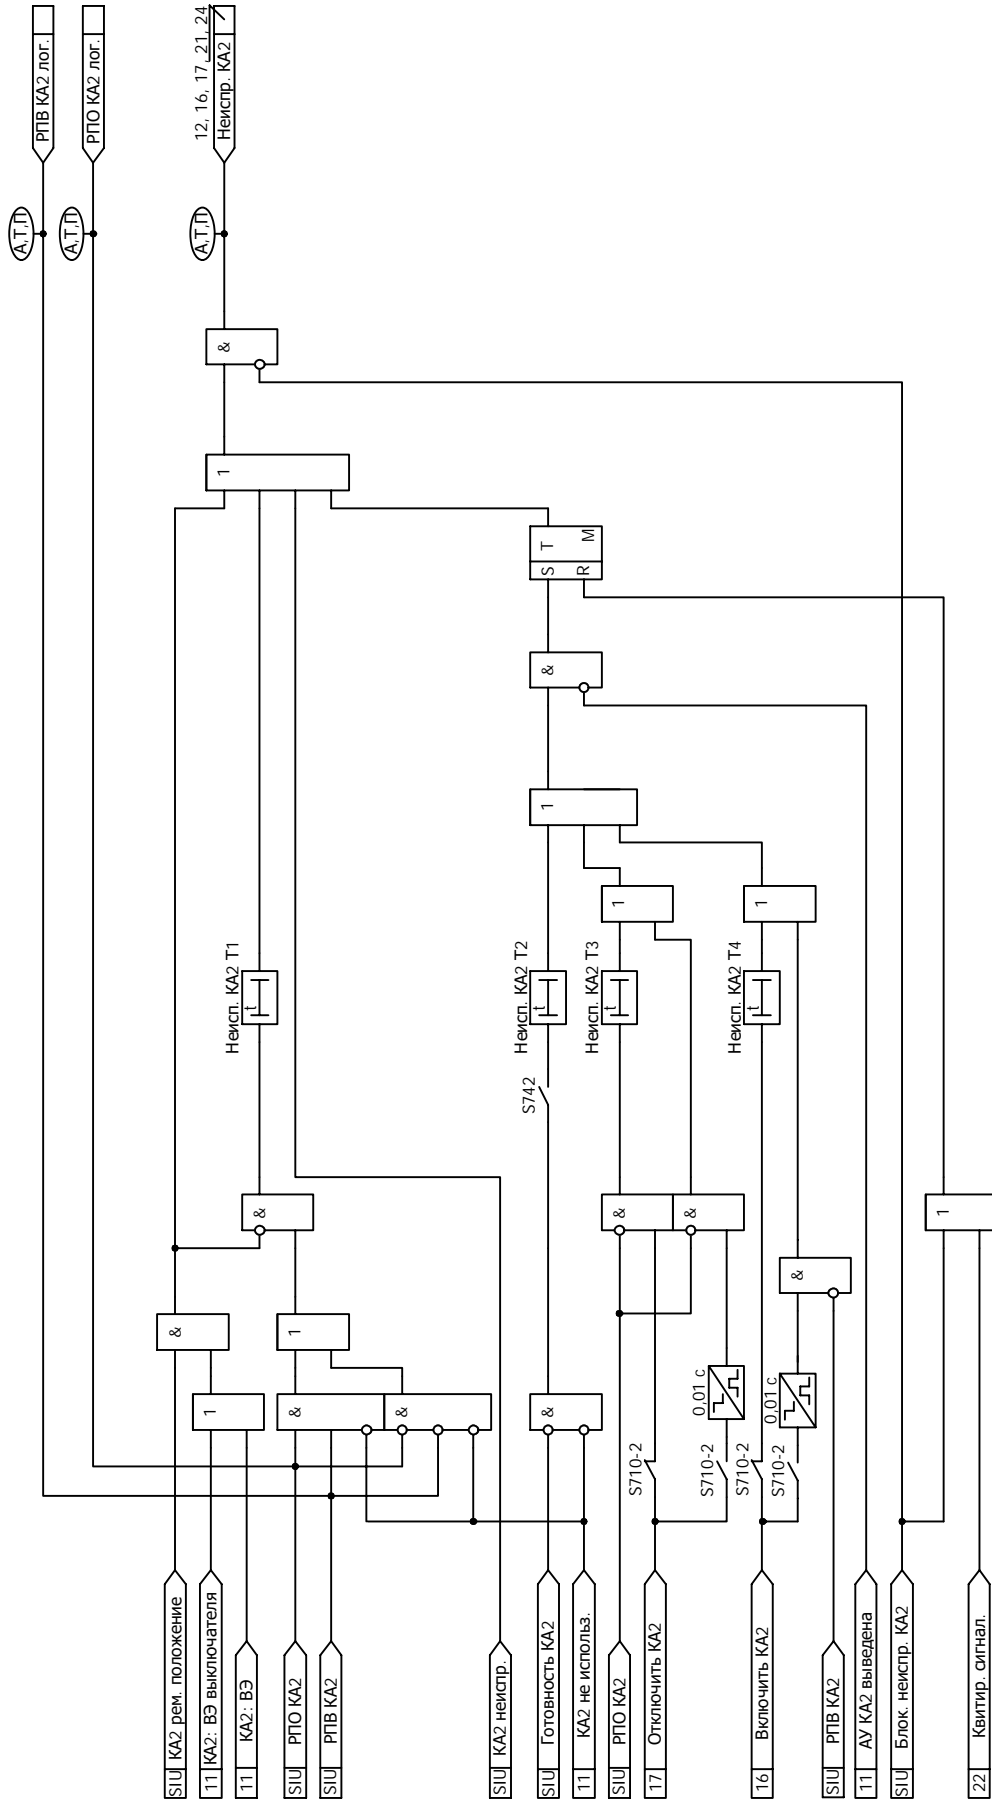 SIU КА2 рем. положение
11 КА2: ВЭ выключателя
11 КА2: ВЭ
SIU РПО КА2
SIU РПВ КА2
SIU КА2 неиспр.
SIU Готовность КА2
11 КА2 не использ.
SIU РПО КА2
17 Отключить КА2
16 Включить КА2
SIU РПВ КА2
11 АУ КА2 выведена
SIU Блок. неиспр. КА2
22 Квитир. сигнал.
S710-2
S710-2
S710-2
S710-2
0,01 с
0,01 с
&
1
&
1
&
&
&
&
&
&
&
1
S742
Неисп. КА2 Т1
t
Неисп. КА2 Т2
t
Неисп. КА2 Т3
t
Неисп. КА2 Т4
t
1
1
1
&
S T
R M
1
&
А,Т,П
А,Т,П
А,Т,П
РПВ КА2 лог.
РПО КА2 лог.
12, 16, 17, 21, 24
Неиспр. КА2